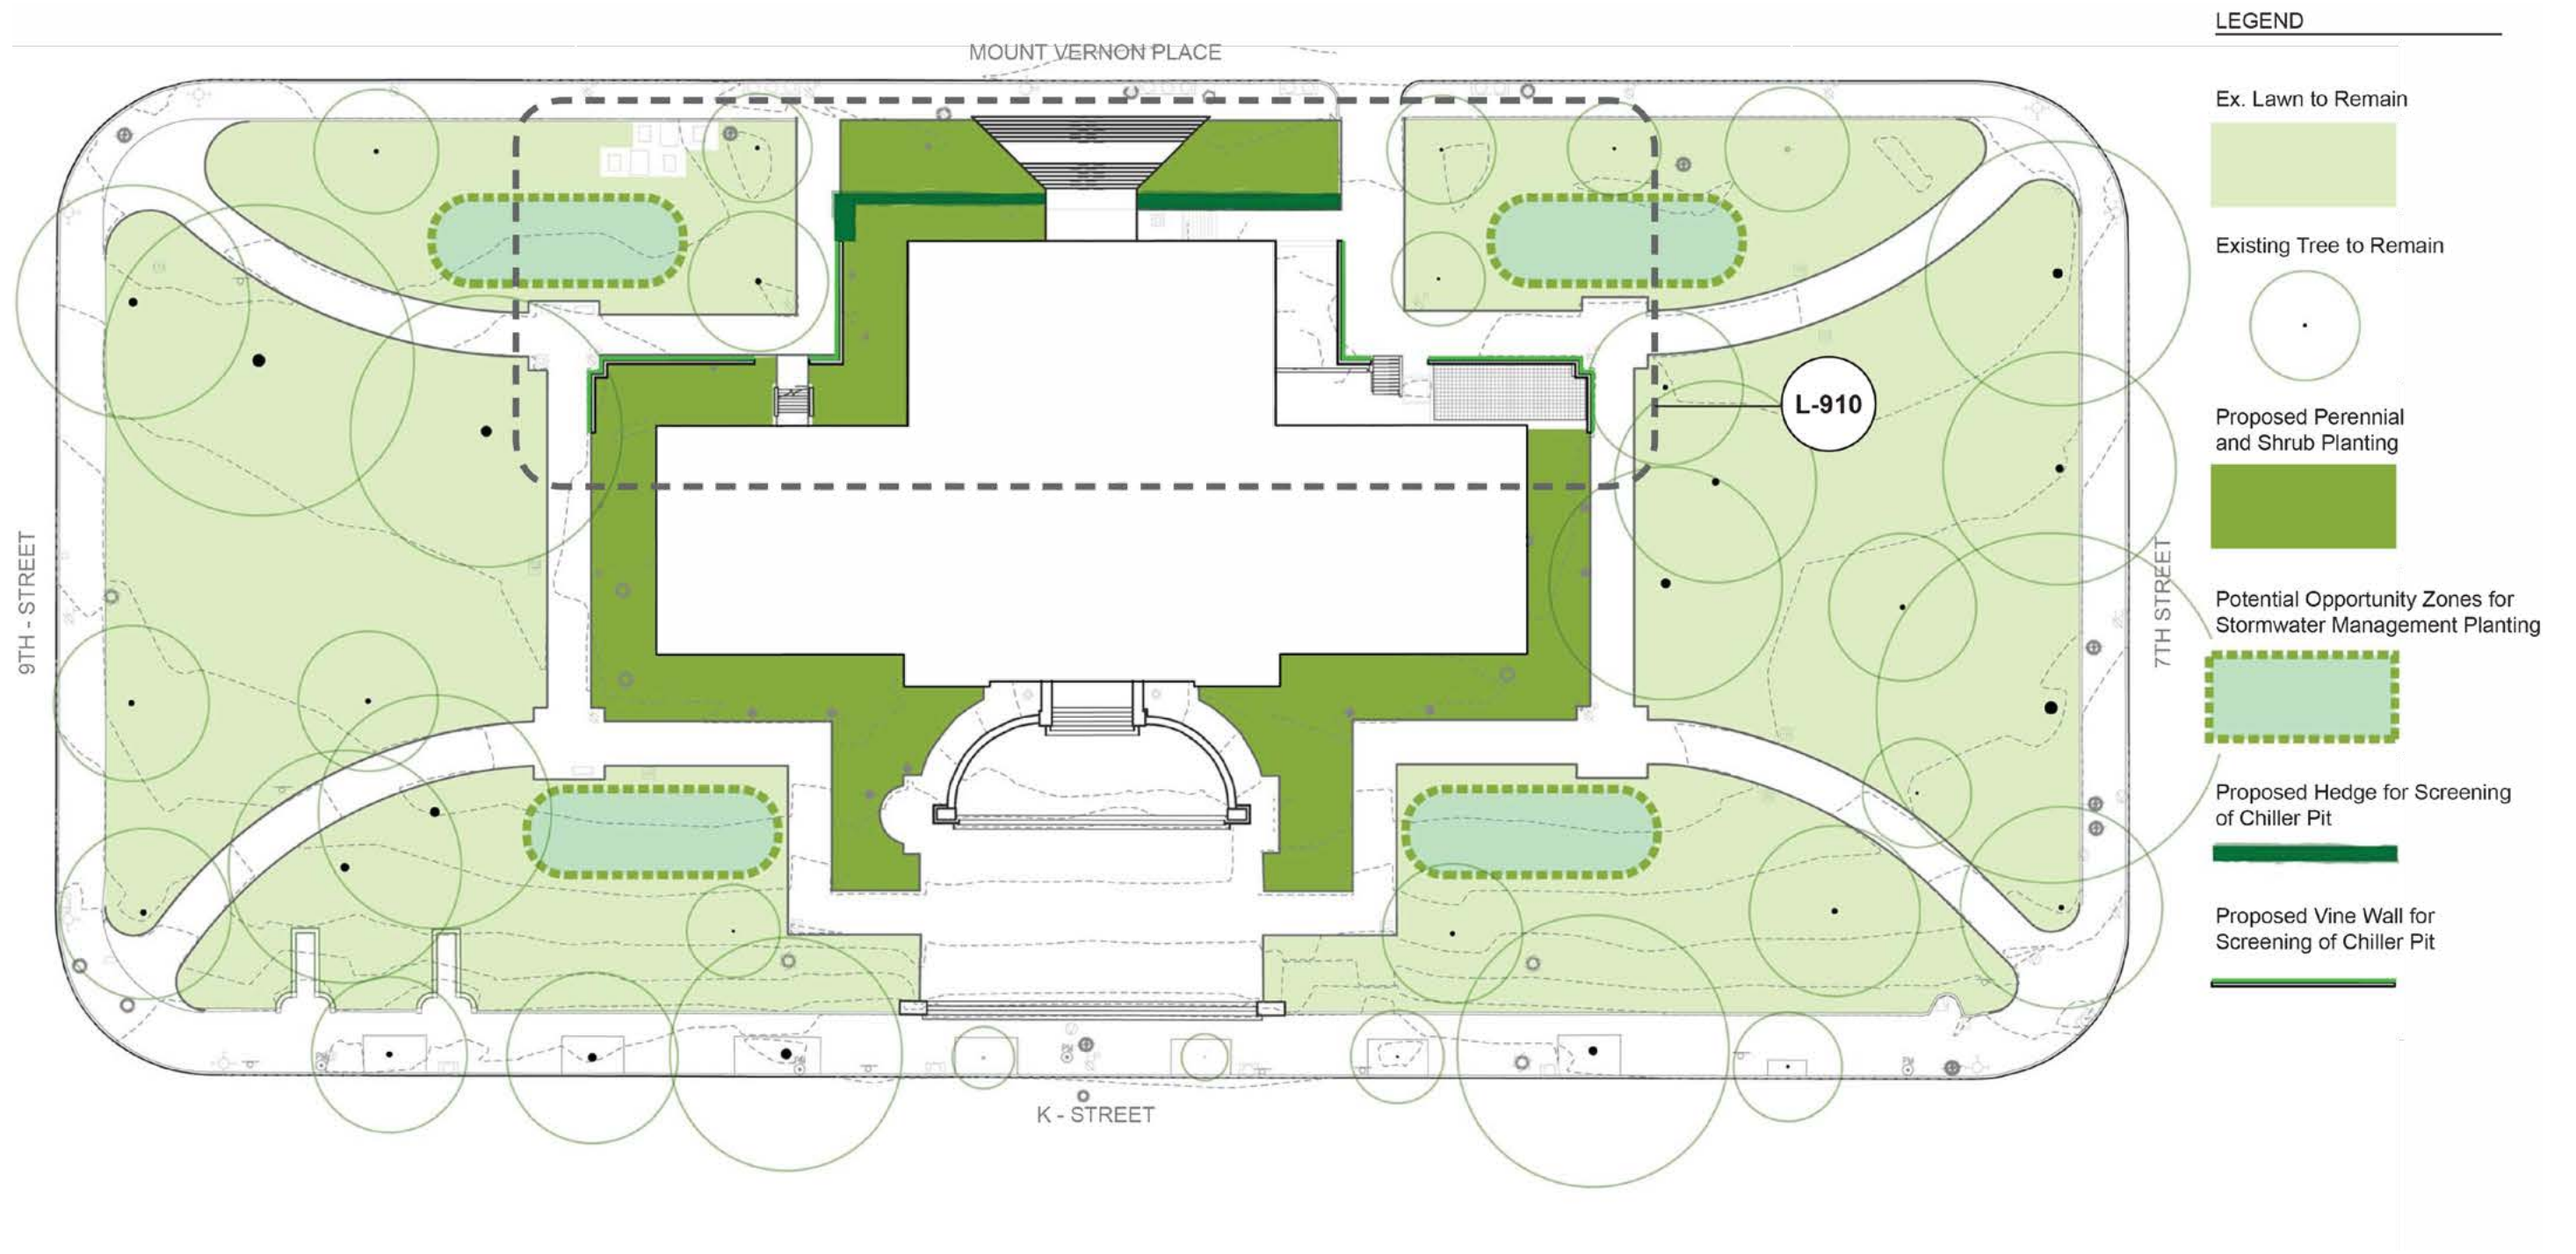 LEGEND
MOUNT VERNON PLACE
Ex. Lawn to Remain
Existing Tree to Remain
L-910
Proposed Perennial
and Shrub Planting
9TH - STREET
7TH STREET
Potential Opportunity Zones for
Stormwater Management Planting
Proposed Hedge for Screening
of Chiller Pit
Proposed Vine Wall for
Screening of Chiller Pit
K - STREET